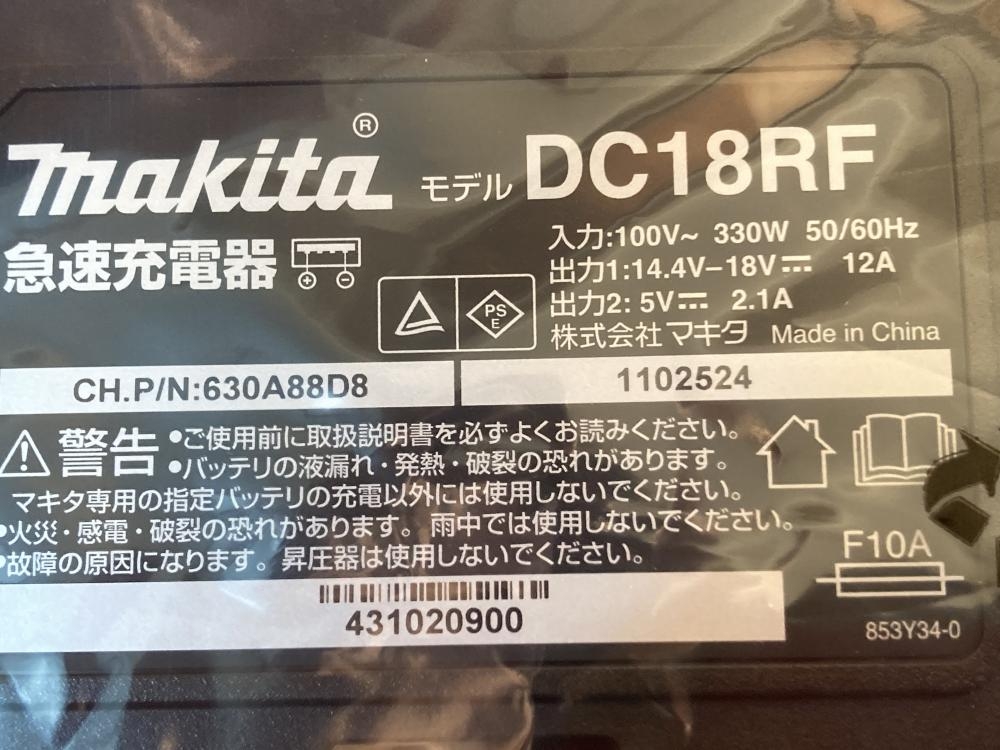 makita®
モデル DC18RF
急速充電器
入力:100V~ 330W 50/60Hz
出力1:14.4V-18V⎓ 12A
出力2: 5V⎓ 2.1A
PS
E
株式会社 マキタ Made in China
CH.P/N:630A88D8
1102524
警告
•ご使用前に取扱説明書を必ずよくお読みください。
•バッテリの液漏れ・発熱・破裂の恐れがあります。
マキタ専用の指定バッテリの充電以外には使用しないでください。
•火災・感電・破裂の恐れがあります。雨中では使用しないでください。
•故障の原因になります。昇圧器は使用しないでください。
F10A
431020900
853Y34-0